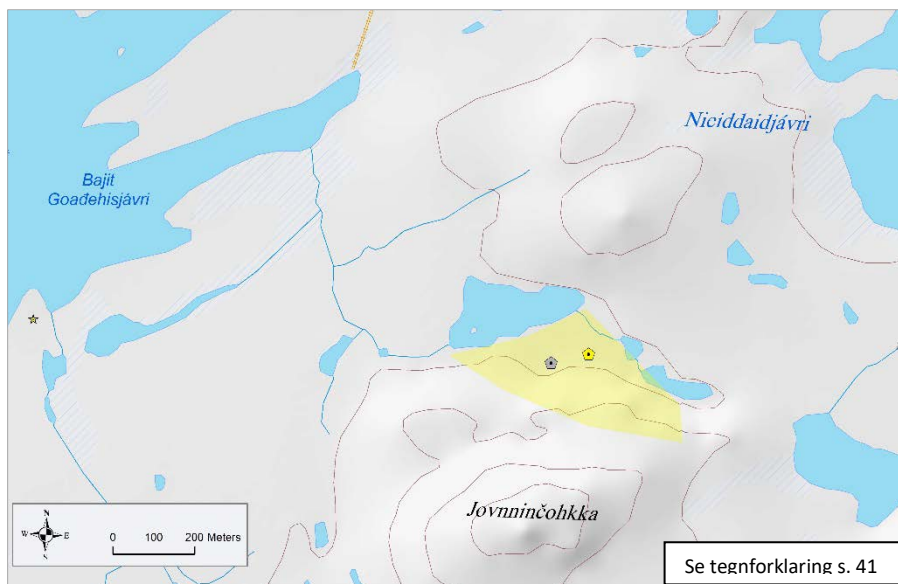 Niciddaidjávri
Bajit
Goađehisjávri
Jovnninčohkka
N
W
E
S
0 100 200 Meters
Se tegnforklaring s. 41